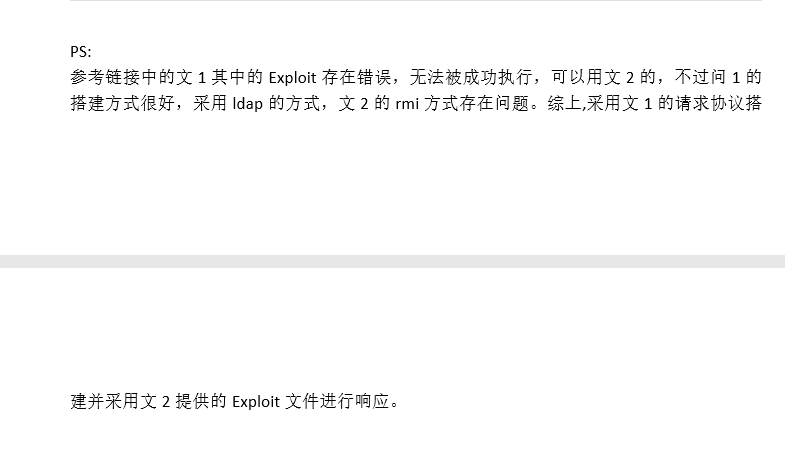 PS:
参考链接中的文 1 其中的 Exploit 存在错误，无法被成功执行，可以用文 2 的，不过问 1 的
搭建方式很好，采用 ldap 的方式，文 2 的 rmi 方式存在问题。综上,采用文 1 的请求协议搭
建并采用文 2 提供的 Exploit 文件进行响应。